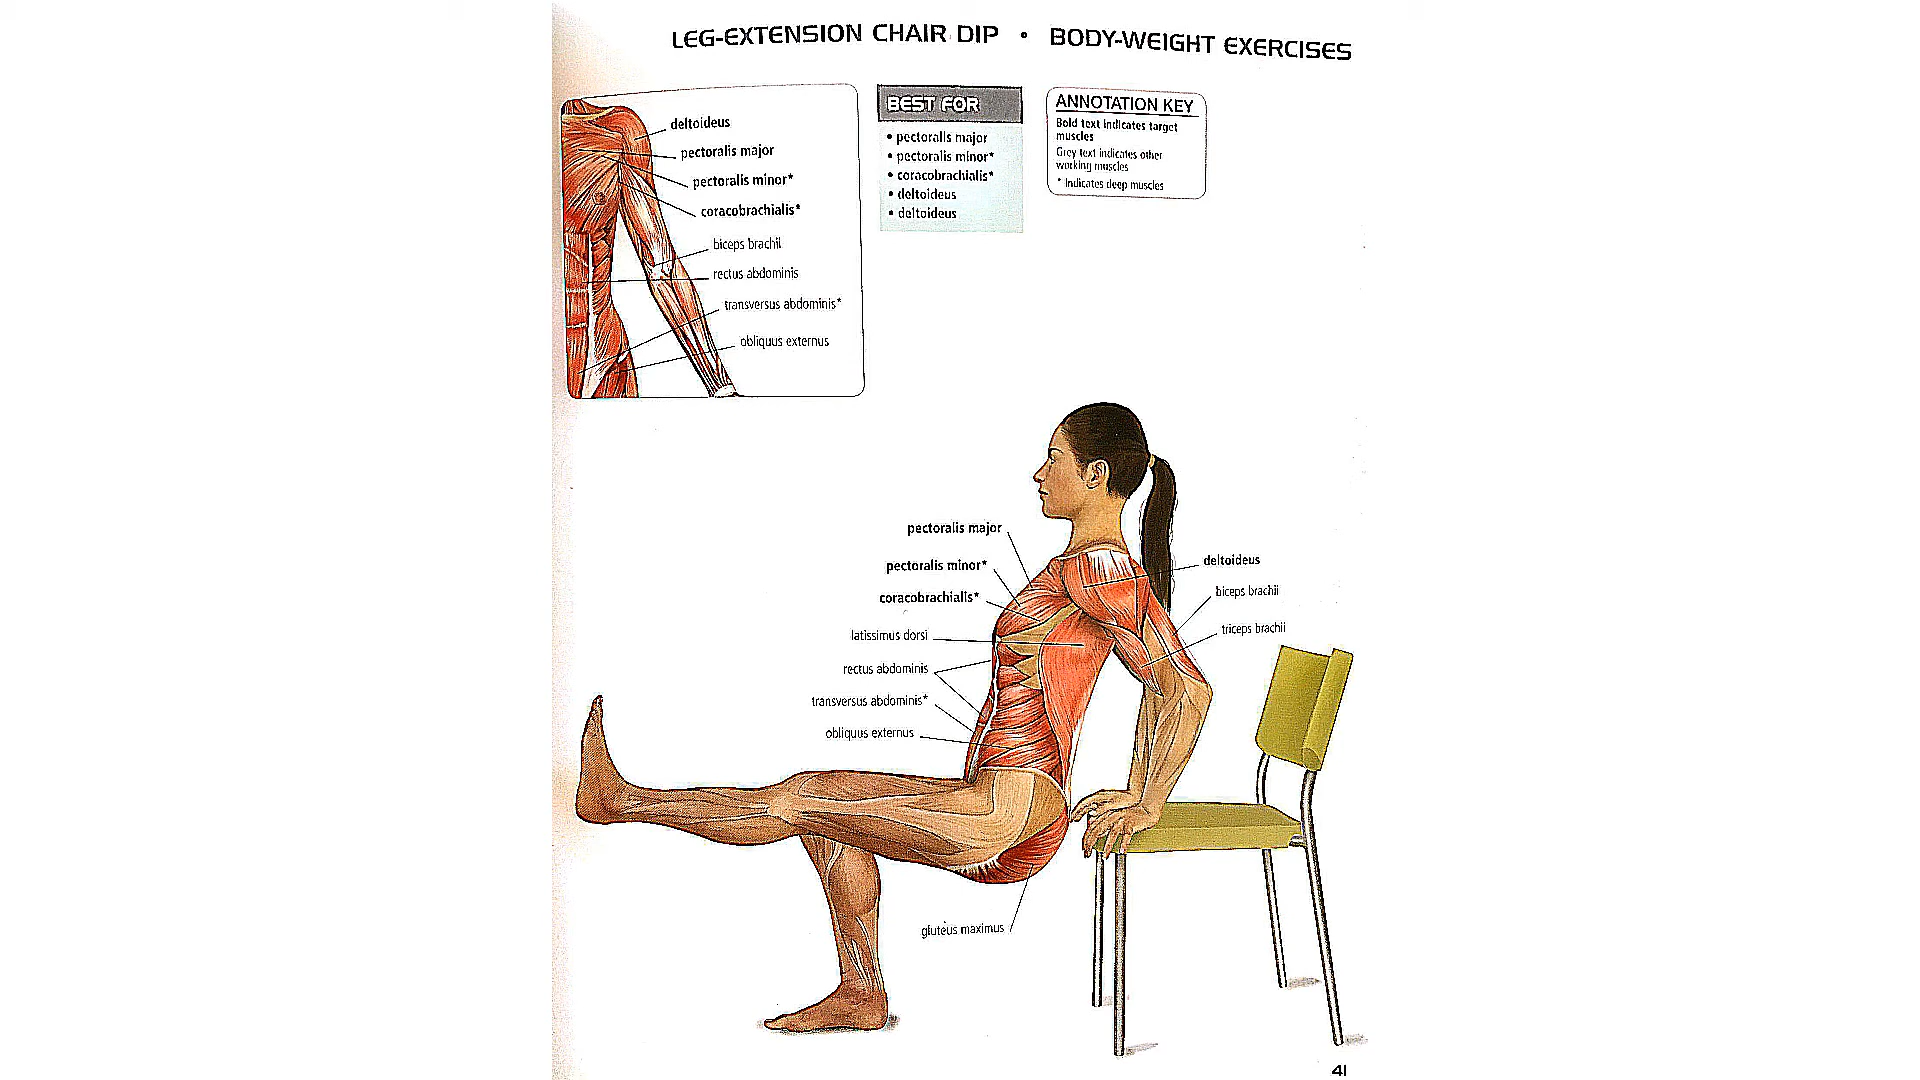 LEG-EXTENSION CHAIR DIP • BODY-WEIGHT EXERCISES
deltoideus
pectoralis major
pectoralis minor*
coracobrachialis*
biceps brachii
rectus abdominis
transversus abdominis*
obliquus externus
BEST FOR
• pectoralis major
• pectoralis minor*
• coracobrachialis*
• deltoideus
• deltoideus
ANNOTATION KEY
Bold text indicates target
muscles
Grey text indicates other
working muscles
* Indicates deep muscles
pectoralis major
pectoralis minor*
coracobrachialis*
latissimus dorsi
rectus abdominis
transversus abdominis*
obliquus externus
deltoideus
biceps brachii
triceps brachii
gluteus maximus
41